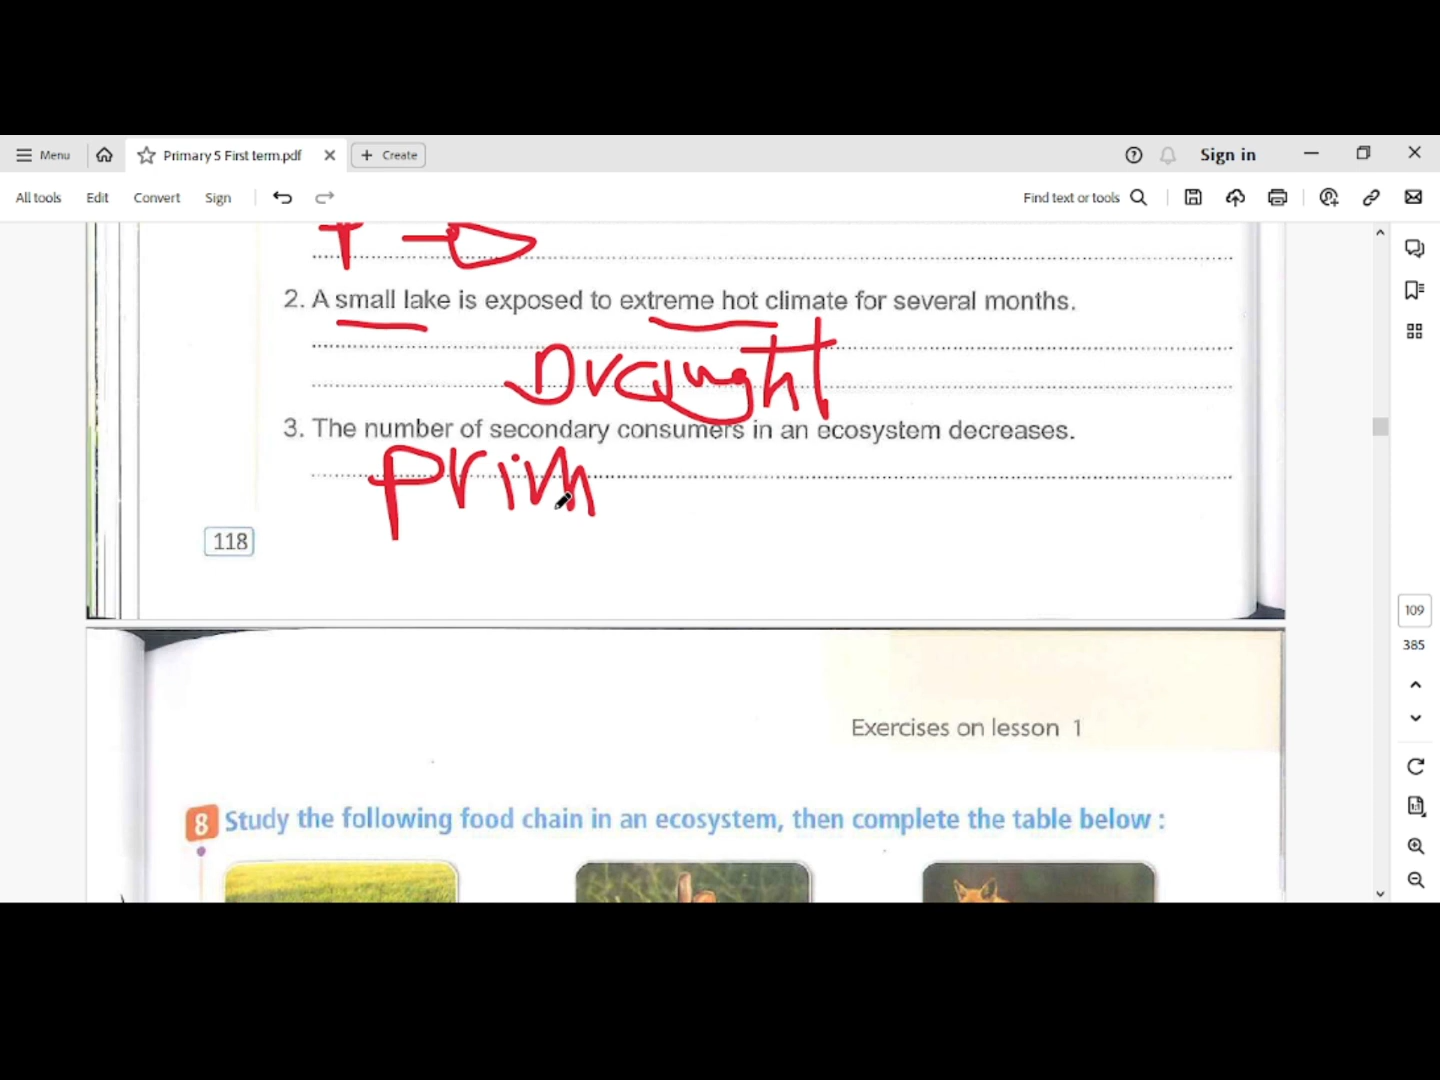 Menu
Primary 5 First term.pdf
Create
Sign in
All tools
Edit
Convert
Sign
Find text or tools
2. A small lake is exposed to extreme hot climate for several months.
Draught
3. The number of secondary consumers in an ecosystem decreases.
prim
118
109
385
Exercises on lesson 1
8 Study the following food chain in an ecosystem, then complete the table below :